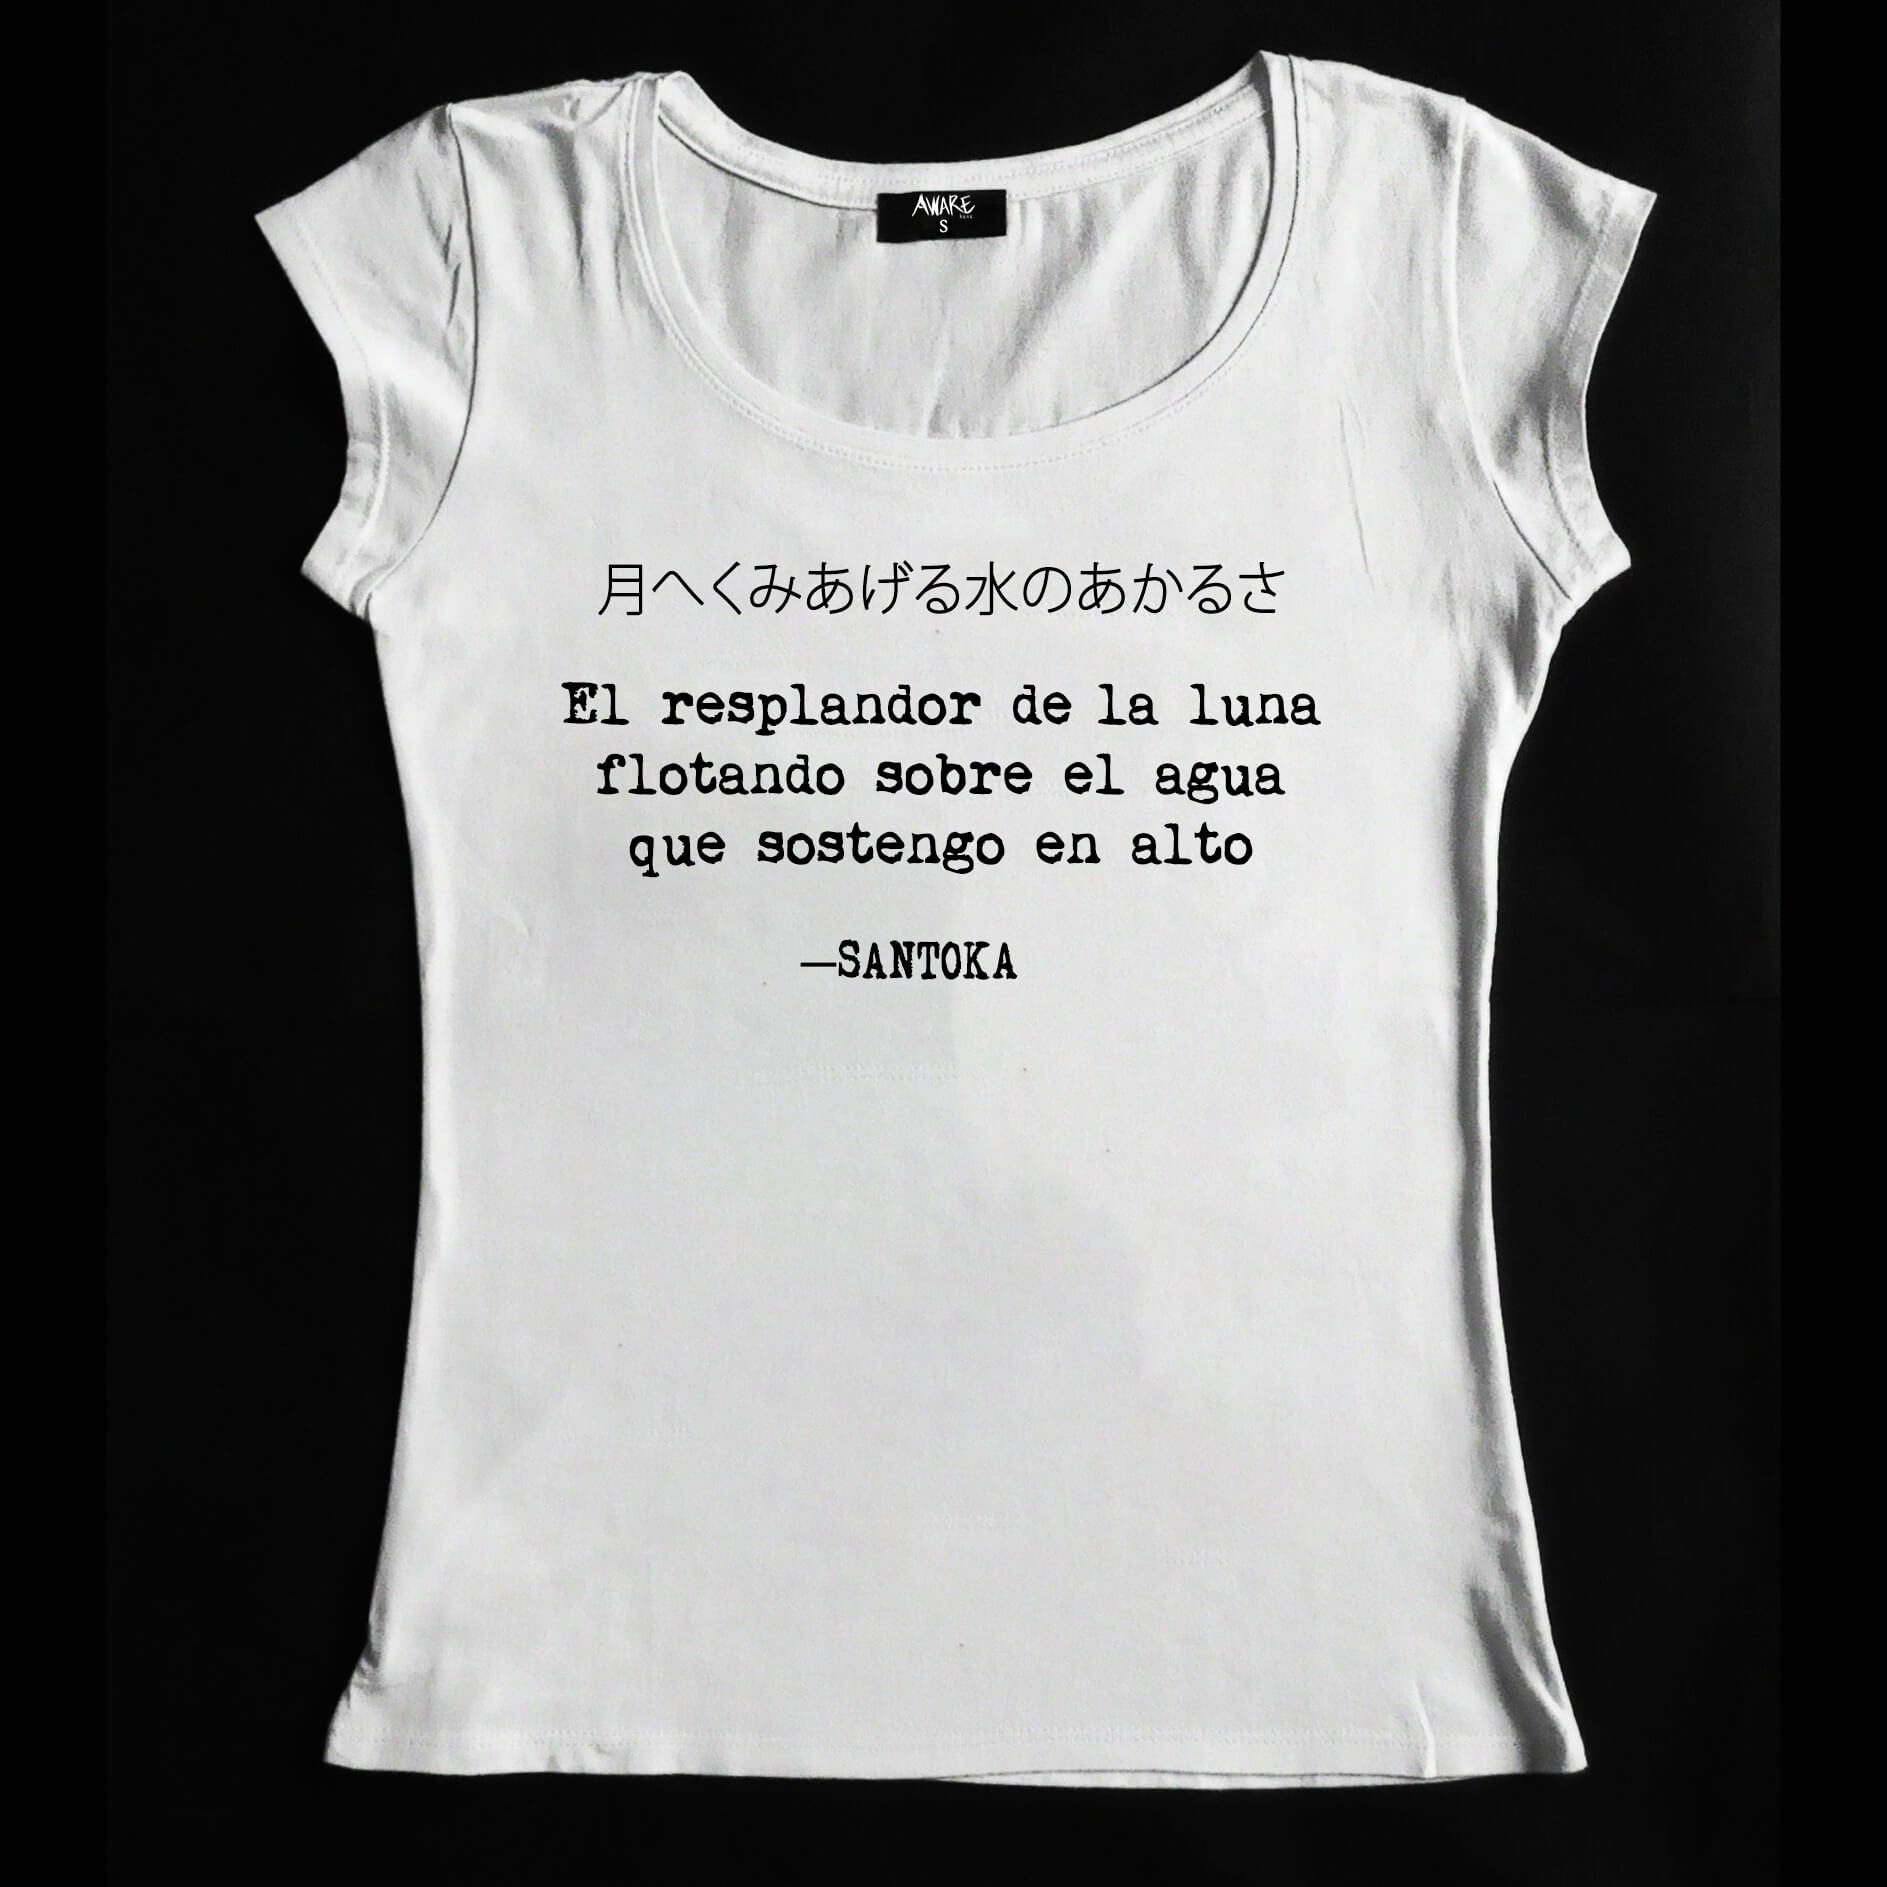 AWARE
S
月へくみあげる水のあかるさ
El resplandor de la luna
flotando sobre el agua
que sostengo en alto
—SANTOKA